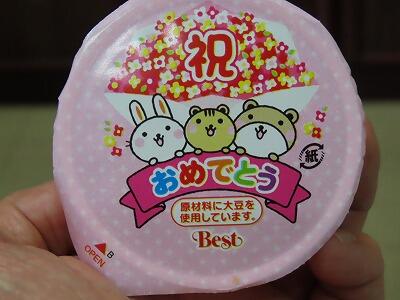 祝
おめでとう
原材料に大豆を
使用しています。
Best
紙
OPEN B